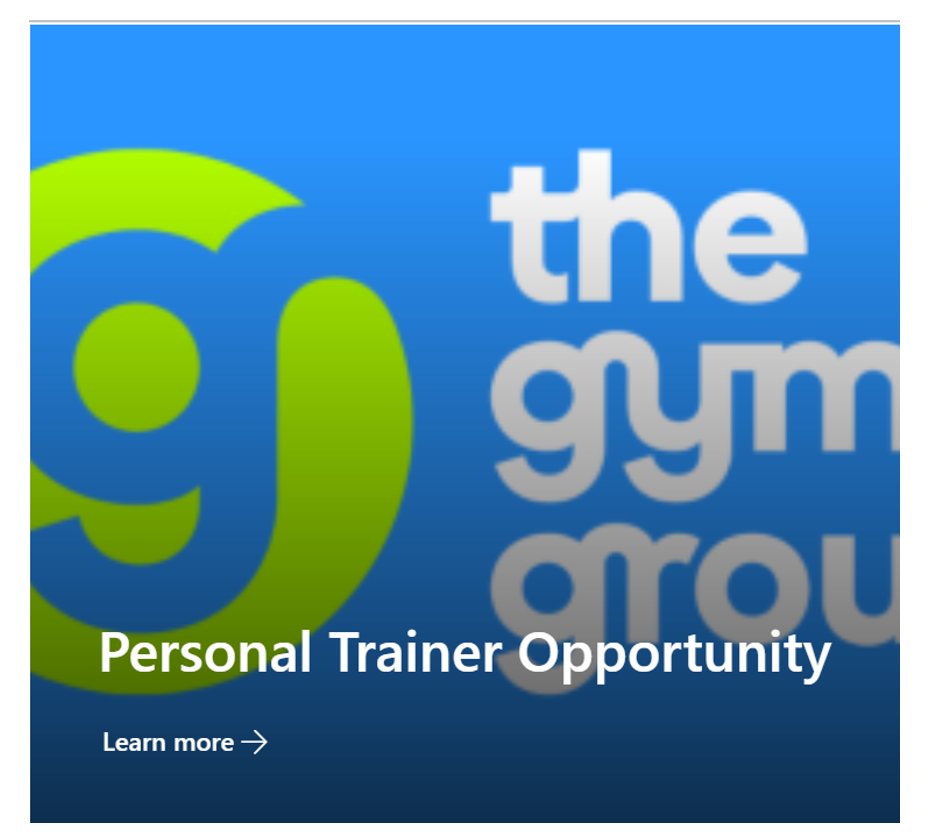 the
gym
grou
Personal Trainer Opportunity
Learn more →